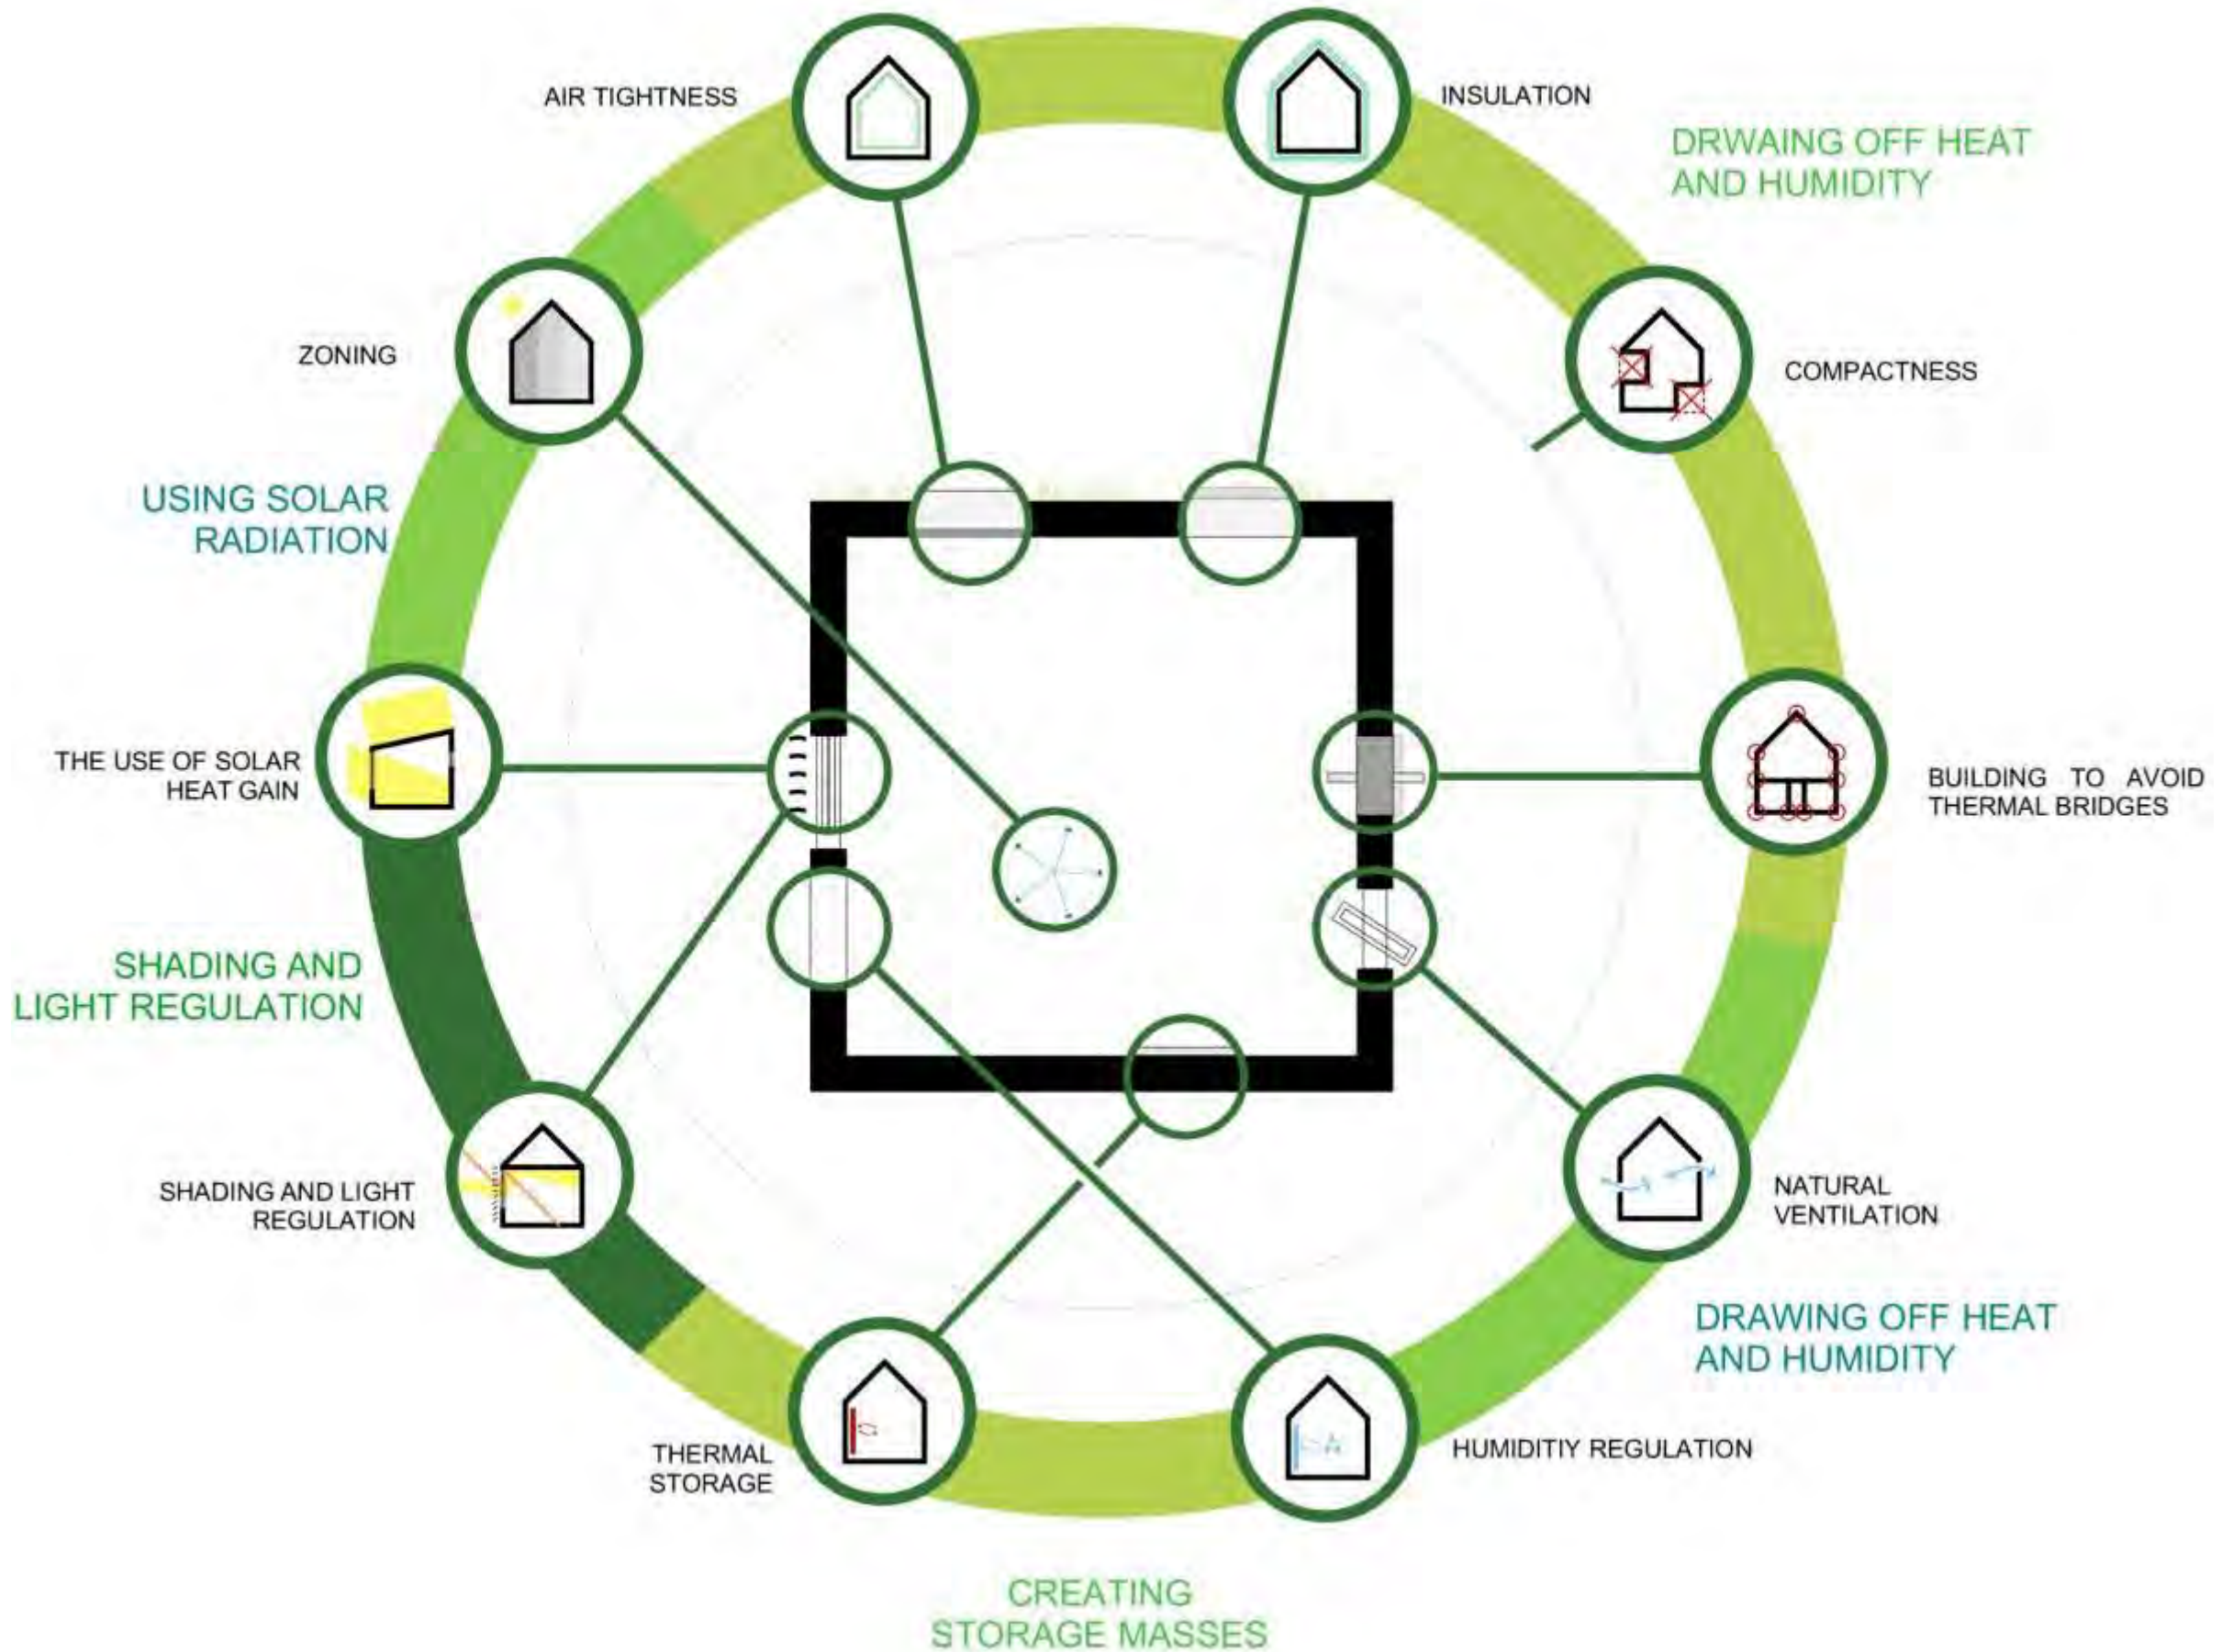 AIR TIGHTNESS
INSULATION
DRWAING OFF HEAT
AND HUMIDITY
ZONING
COMPACTNESS
USING SOLAR
RADIATION
THE USE OF SOLAR
HEAT GAIN
BUILDING TO AVOID
THERMAL BRIDGES
SHADING AND
LIGHT REGULATION
SHADING AND LIGHT
REGULATION
NATURAL
VENTILATION
DRAWING OFF HEAT
AND HUMIDITY
THERMAL
STORAGE
HUMIDITIY REGULATION
CREATING
STORAGE MASSES